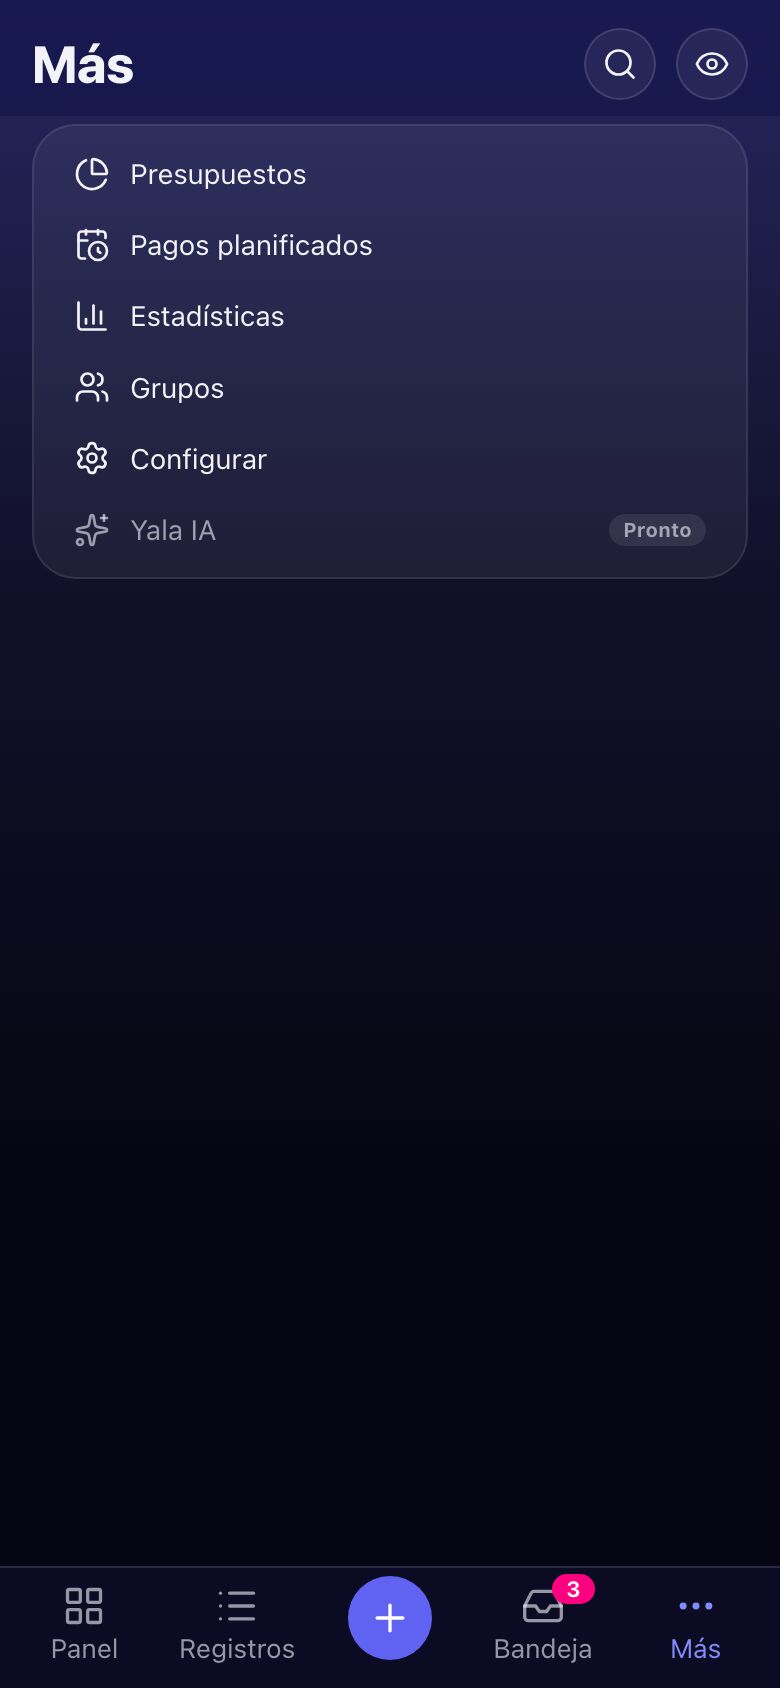 Más
Presupuestos
Pagos planificados
Estadísticas
Grupos
Configurar
Yala IA
Pronto
Panel
Registros
3
Bandeja
Más